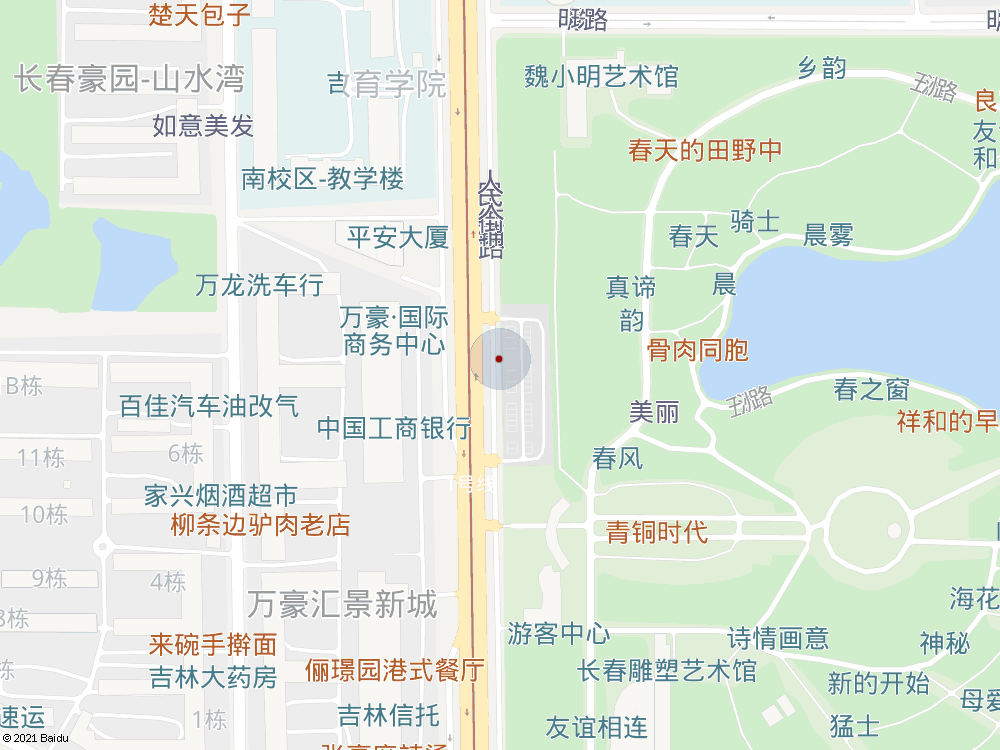 楚天包子
旷路
长春豪园-山水湾
吉
育学院
魏小明艺术馆
乡韵
玉潭路
良
友
和
如意美发
春天的田野中
南校区-教学楼
人民大街辅路
平安大厦
骑士
春天
晨雾
万龙洗车行
真谛
晨
韵
万豪·国际
商务中心
骨肉同胞
B栋
春之窗
百佳汽车油改气
玉潭路
美丽
祥和的早
中国工商银行
11栋
6栋
春风
1号线
家兴烟酒超市
10栋
柳条边驴肉老店
青铜时代
9栋
4栋
万豪汇景新城
海花
8栋
游客中心
诗情画意
神秘
来碗手擀面
栋
吉林大药房
俪璟园港式餐厅
长春雕塑艺术馆
新的开始
母爱
速运
1栋
吉林信托
友谊相连
猛士
© 2021 Baidu